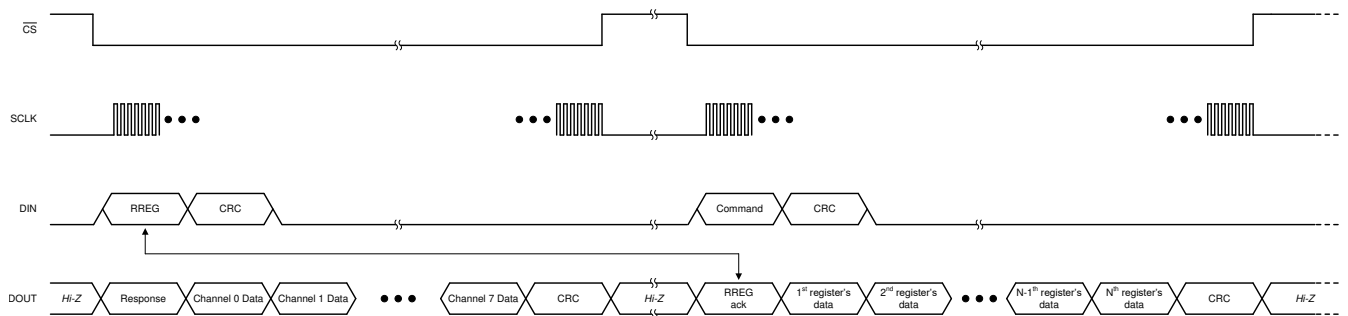 CS
SCLK
DIN
RREG
CRC
Command
CRC
DOUT
Hi-Z
Response
Channel 0 Data
Channel 1 Data
Channel 7 Data
CRC
Hi-Z
RREG
ack
1st register's
data
2nd register's
data
N-1th register's
data
Nth register's
data
CRC
Hi-Z